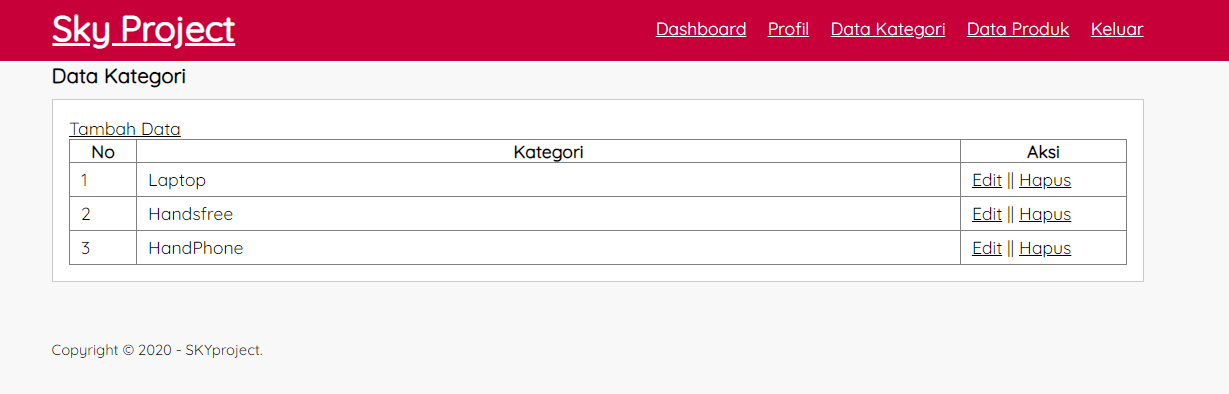 Sky Project Dashboard Profil Data Kategori Data Produk Keluar
Data Kategori
Tambah Data
No Kategori Aksi
1 Laptop Edit || Hapus
2 Handsfree Edit || Hapus
3 HandPhone Edit || Hapus
Copyright © 2020 - SKYproject.